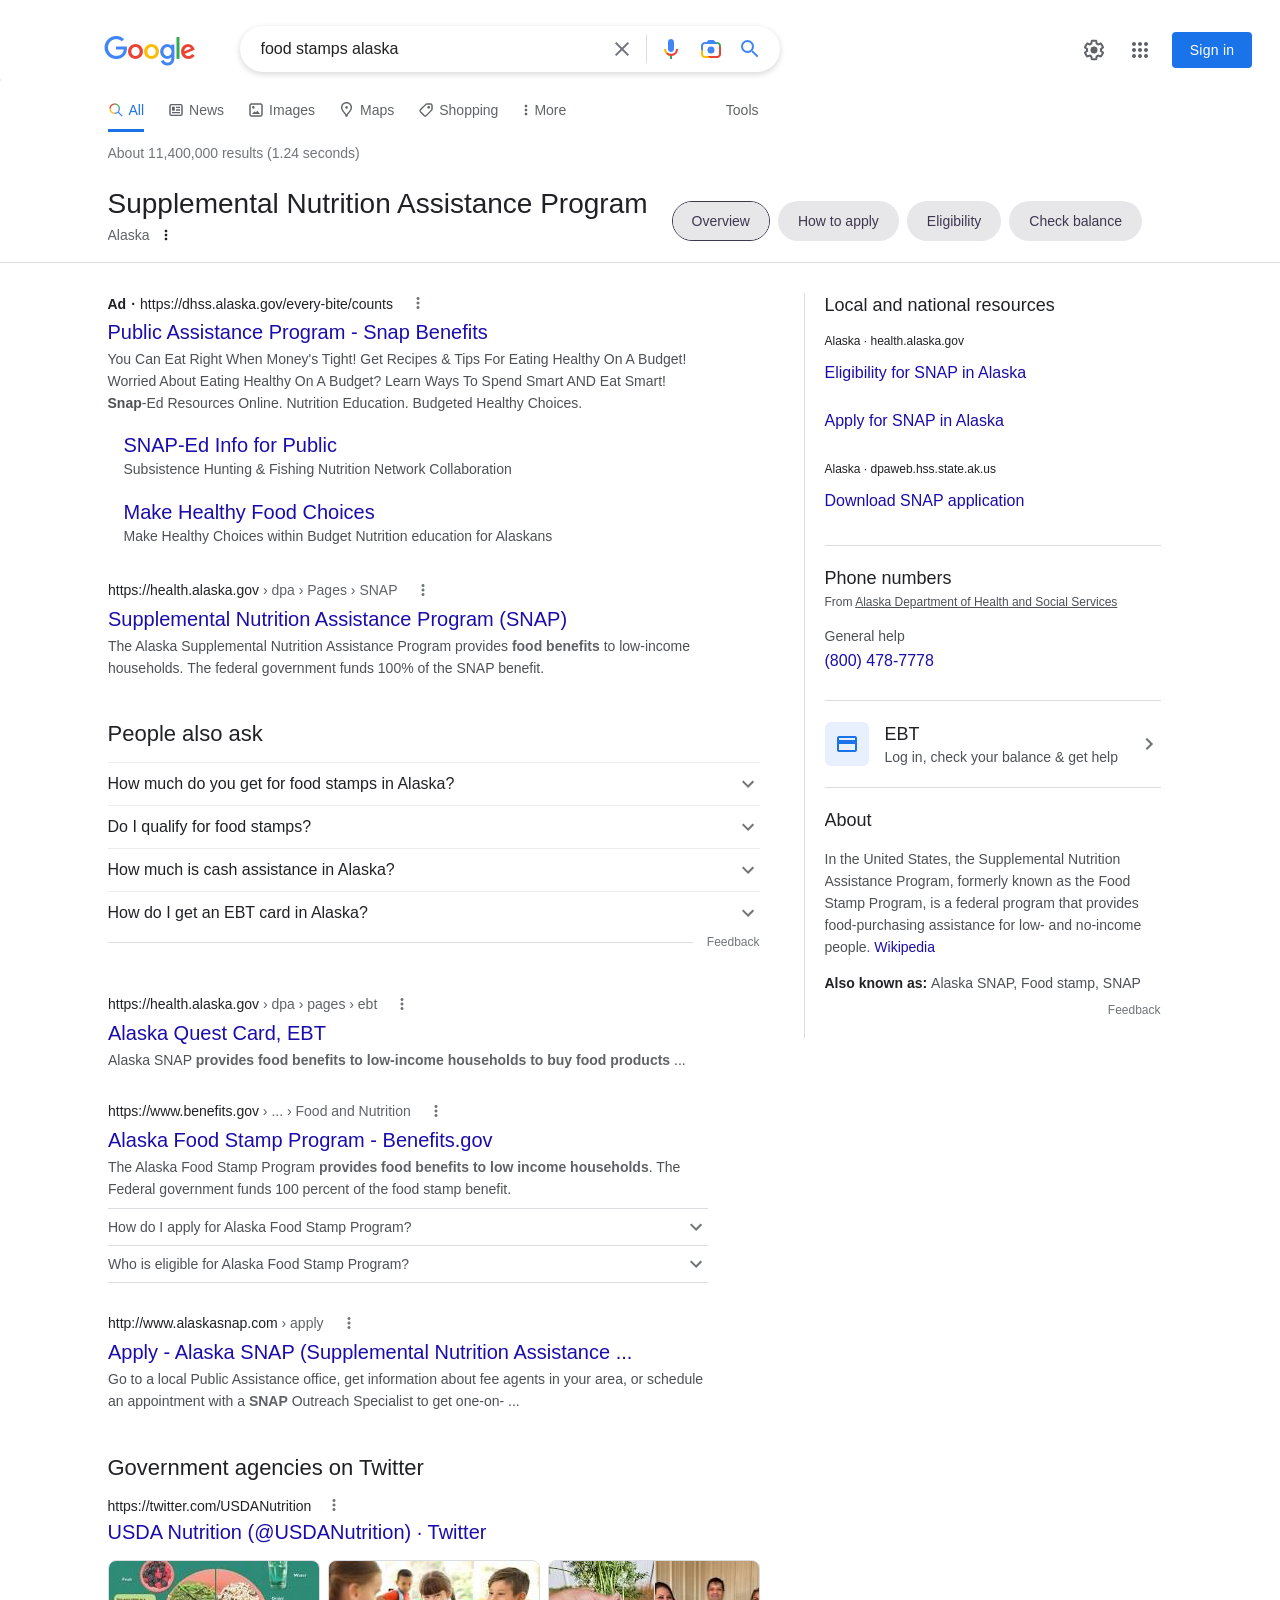 Google
food stamps alaska
Sign in
All
News
Images
Maps
Shopping
More
Tools
About 11,400,000 results (1.24 seconds)
Supplemental Nutrition Assistance Program
Alaska
Overview
How to apply
Eligibility
Check balance
Ad · https://dhss.alaska.gov/every-bite/counts
Public Assistance Program - Snap Benefits
You Can Eat Right When Money's Tight! Get Recipes & Tips For Eating Healthy On A Budget!
Worried About Eating Healthy On A Budget? Learn Ways To Spend Smart AND Eat Smart!
Snap-Ed Resources Online. Nutrition Education. Budgeted Healthy Choices.
SNAP-Ed Info for Public
Subsistence Hunting & Fishing Nutrition Network Collaboration
Make Healthy Food Choices
Make Healthy Choices within Budget Nutrition education for Alaskans
https://health.alaska.gov › dpa › Pages › SNAP
Supplemental Nutrition Assistance Program (SNAP)
The Alaska Supplemental Nutrition Assistance Program provides food benefits to low-income
households. The federal government funds 100% of the SNAP benefit.
People also ask
How much do you get for food stamps in Alaska?
Do I qualify for food stamps?
How much is cash assistance in Alaska?
How do I get an EBT card in Alaska?
Feedback
https://health.alaska.gov › dpa › pages › ebt
Alaska Quest Card, EBT
Alaska SNAP provides food benefits to low-income households to buy food products ...
https://www.benefits.gov › ... › Food and Nutrition
Alaska Food Stamp Program - Benefits.gov
The Alaska Food Stamp Program provides food benefits to low income households. The
Federal government funds 100 percent of the food stamp benefit.
How do I apply for Alaska Food Stamp Program?
Who is eligible for Alaska Food Stamp Program?
http://www.alaskasnap.com › apply
Apply - Alaska SNAP (Supplemental Nutrition Assistance ...
Go to a local Public Assistance office, get information about fee agents in your area, or schedule
an appointment with a SNAP Outreach Specialist to get one-on- ...
Government agencies on Twitter
https://twitter.com/USDANutrition
USDA Nutrition (@USDANutrition) · Twitter
Local and national resources
Alaska · health.alaska.gov
Eligibility for SNAP in Alaska
Apply for SNAP in Alaska
Alaska · dpaweb.hss.state.ak.us
Download SNAP application
Phone numbers
From Alaska Department of Health and Social Services
General help
(800) 478-7778
EBT
Log in, check your balance & get help
About
In the United States, the Supplemental Nutrition
Assistance Program, formerly known as the Food
Stamp Program, is a federal program that provides
food-purchasing assistance for low- and no-income
people. Wikipedia
Also known as: Alaska SNAP, Food stamp, SNAP
Feedback